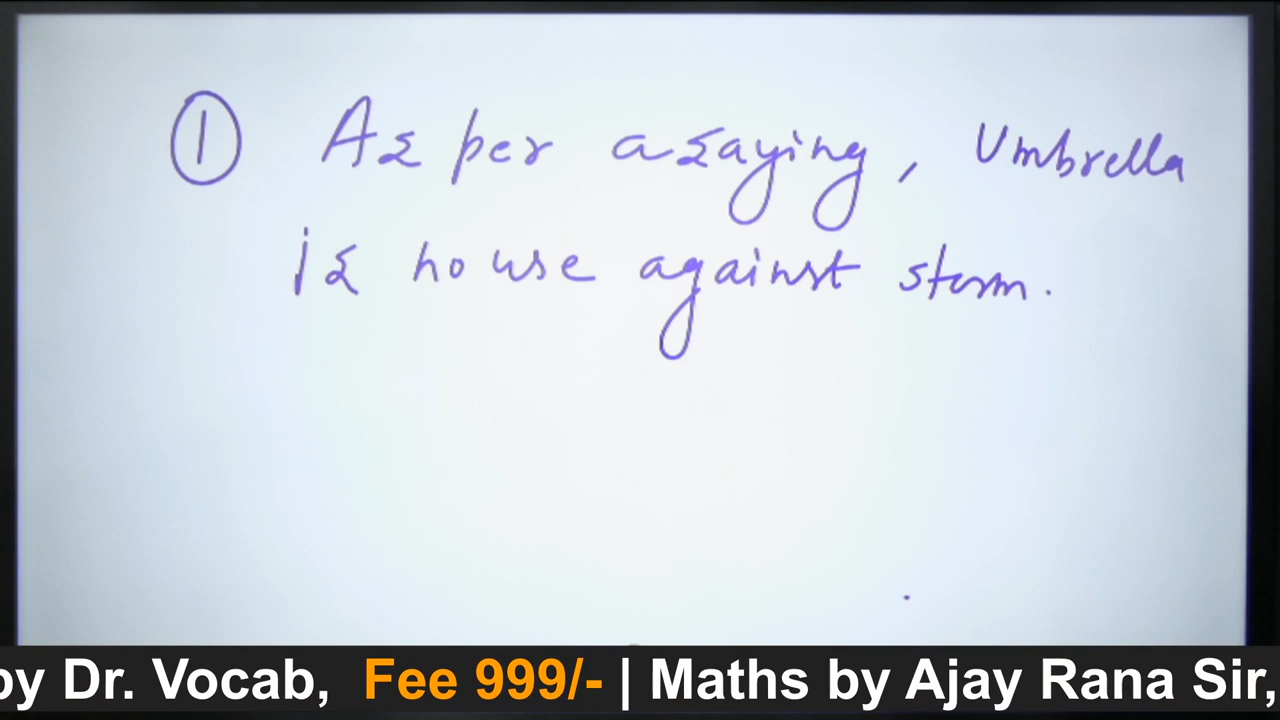 ① As per a saying, Umbrella
is house against storm.
by Dr. Vocab, Fee 999/- | Maths by Ajay Rana Sir,